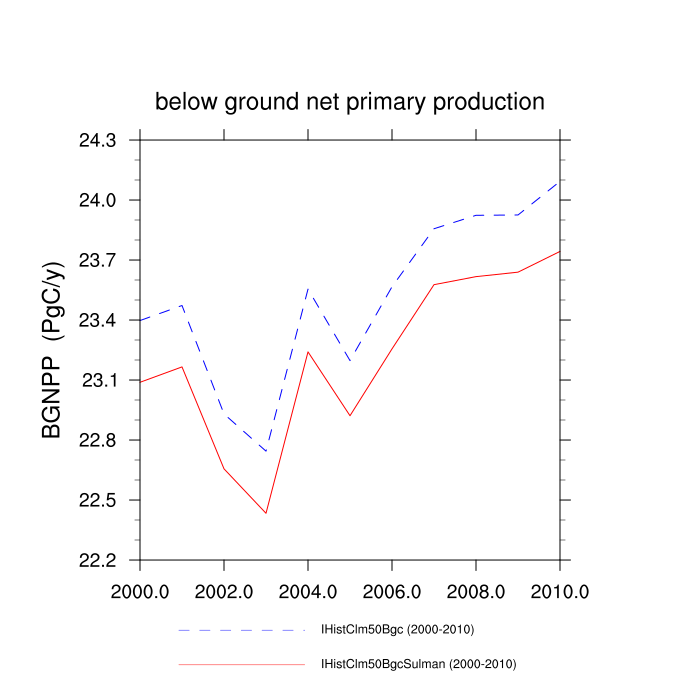 below ground net primary production
BGNPP (PgC/y)
24.3
24.0
23.7
23.4
23.1
22.8
22.5
22.2
2000.0 2002.0 2004.0 2006.0 2008.0 2010.0
IHistClm50Bgc (2000-2010)
IHistClm50BgcSulman (2000-2010)